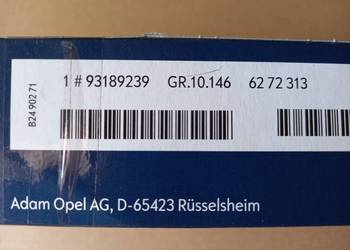 1 # 93189239 GR.10.146 62 72 313
B24 902 71
Adam Opel AG, D-65423 Rüsselsheim